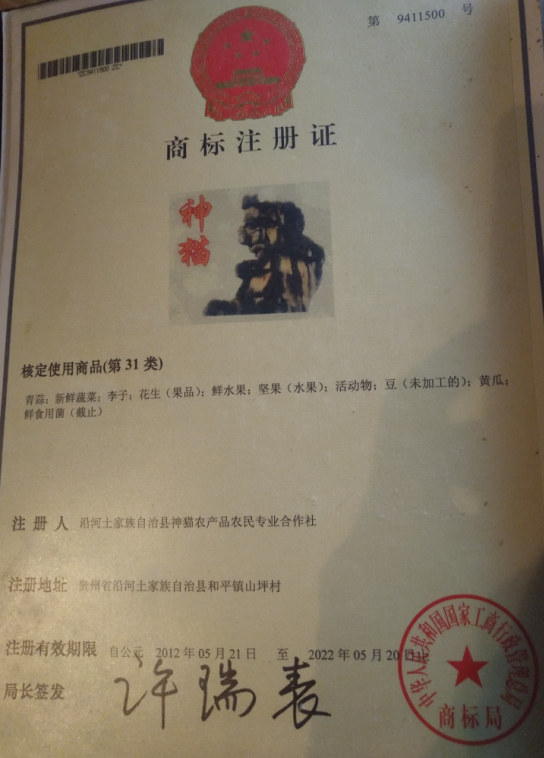 第 9411500 号
商标注册证
神猫
核定使用商品(第 31 类)
青蒜；新鲜蔬菜；李子；花生（果品）；鲜水果；坚果（水果）；活动物；豆（未加工的）；黄瓜；
鲜食用菌（截止）
注册人 沿河土家族自治县神猫农产品农民专业合作社
注册地址 贵州省沿河土家族自治县和平镇山坪村
注册有效期限 自公元 2012 年 05 月 21 日 至 2022 年 05 月 20 日止
局长签发 许瑞表
中华人民共和国国家工商行政管理总局
商标局